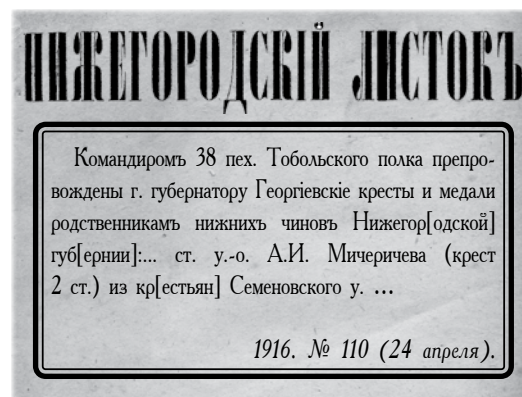 НИЖЕГОРОДСКІЙ ЛИСТОКЪ
Командиромъ 38 пех. Тобольского полка препро-
вождены г. губернатору Георгіевскіе кресты и медали
родственникамъ нижнихъ чиновъ Нижегор[одской]
губ[ернии]:... ст. у.-о. А.И. Мичеричева (крест
2 ст.) из кр[естьян] Семеновского у. ...
1916. № 110 (24 апреля).